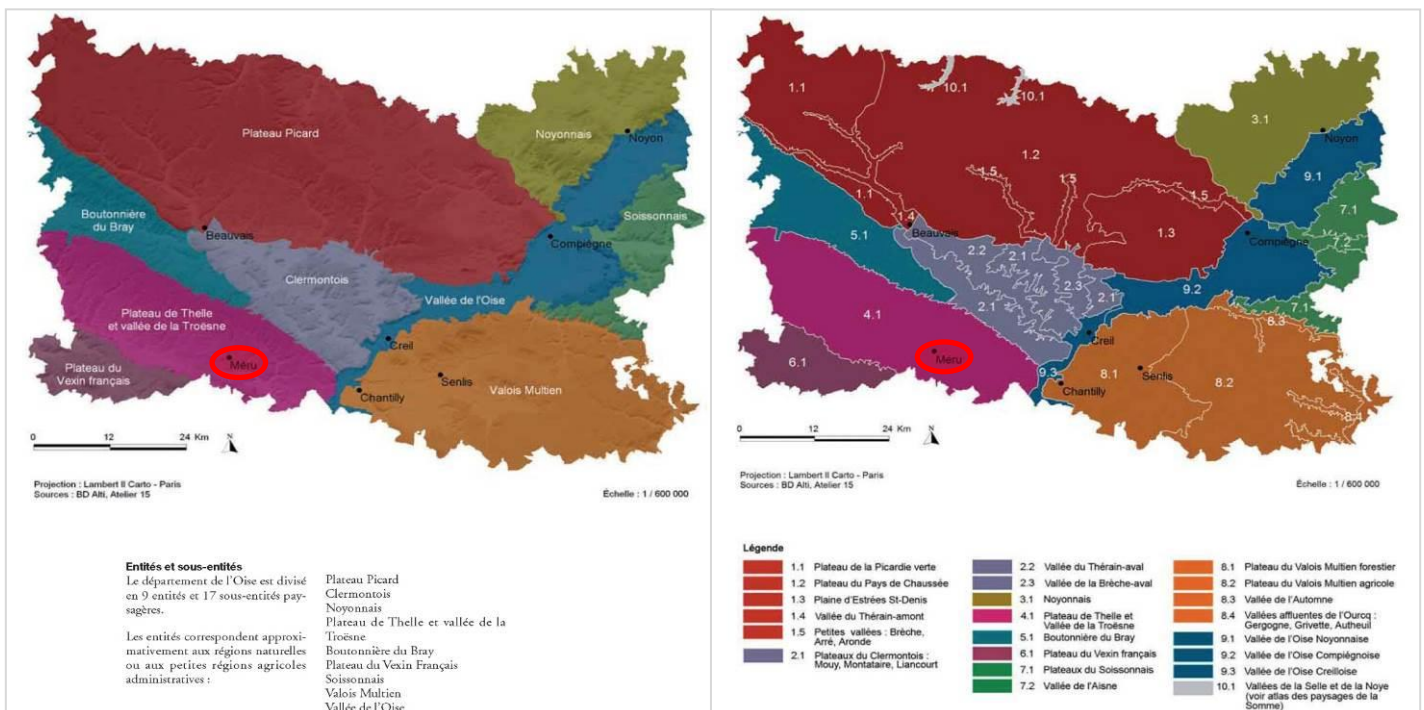 Plateau Picard
Noyonnais
Noyon
Soissonnais
Boutonnière
du Bray
Beauvais
Compiègne
Clermontois
Vallée de l'Oise
Plateau de Thelle
et vallée de la Troësne
Creil
Méru
Plateau du
Vexin français
Senlis
Chantilly
Valois Multien
0 12 24 Km
N
Projection : Lambert II Carto - Paris
Sources : BD Alti, Atelier 15
Échelle : 1 / 600 000
Entités et sous-entités
Le département de l'Oise est divisé
en 9 entités et 17 sous-entités pay-
sagères.
Les entités correspondent approxi-
mativement aux régions naturelles
ou aux petites régions agricoles
administratives :
Plateau Picard
Clermontois
Noyonnais
Plateau de Thelle et vallée de la
Troësne
Boutonnière du Bray
Plateau du Vexin Français
Soissonnais
Valois Multien
Vallée de l'Oise
1.1
10.1
10.1
3.1
Noyon
1.2
1.5
1.5
1.5
9.1
1.1
7.1
1.4
Beauvais
5.1
1.3
Compiègne
7.2
2.2
2.1
2.3
2.1
2.1
9.2
7.1
4.1
8.3
Creil
Méru
6.1
9.3
8.1
Senlis
Chantilly
8.2
8.4
0 12 24 Km
N
Projection : Lambert II Carto - Paris
Sources : BD Alti, Atelier 15
Échelle : 1 / 600 000
Légende
1.1 Plateau de la Picardie verte
1.2 Plateau du Pays de Chaussée
1.3 Plaine d'Estrées St-Denis
1.4 Vallée du Thérain-amont
1.5 Petites vallées : Brèche,
Arré, Aronde
2.1 Plateaux du Clermontois :
Mouy, Montataire, Liancourt
2.2 Vallée du Thérain-aval
2.3 Vallée de la Brèche-aval
3.1 Noyonnais
4.1 Plateau de Thelle et
Vallée de la Troësne
5.1 Boutonnière du Bray
6.1 Plateau du Vexin français
7.1 Plateaux du Soissonnais
7.2 Vallée de l'Aisne
8.1 Plateau du Valois Multien forestier
8.2 Plateau du Valois Multien agricole
8.3 Vallée de l'Automne
8.4 Vallées affluentes de l'Ourcq :
Gergogne, Grivette, Autheuil
9.1 Vallée de l'Oise Noyonnaise
9.2 Vallée de l'Oise Compiégnoise
9.3 Vallée de l'Oise Creilloise
10.1 Vallées de la Selle et de la Noye
(voir atlas des paysages de la
Somme)